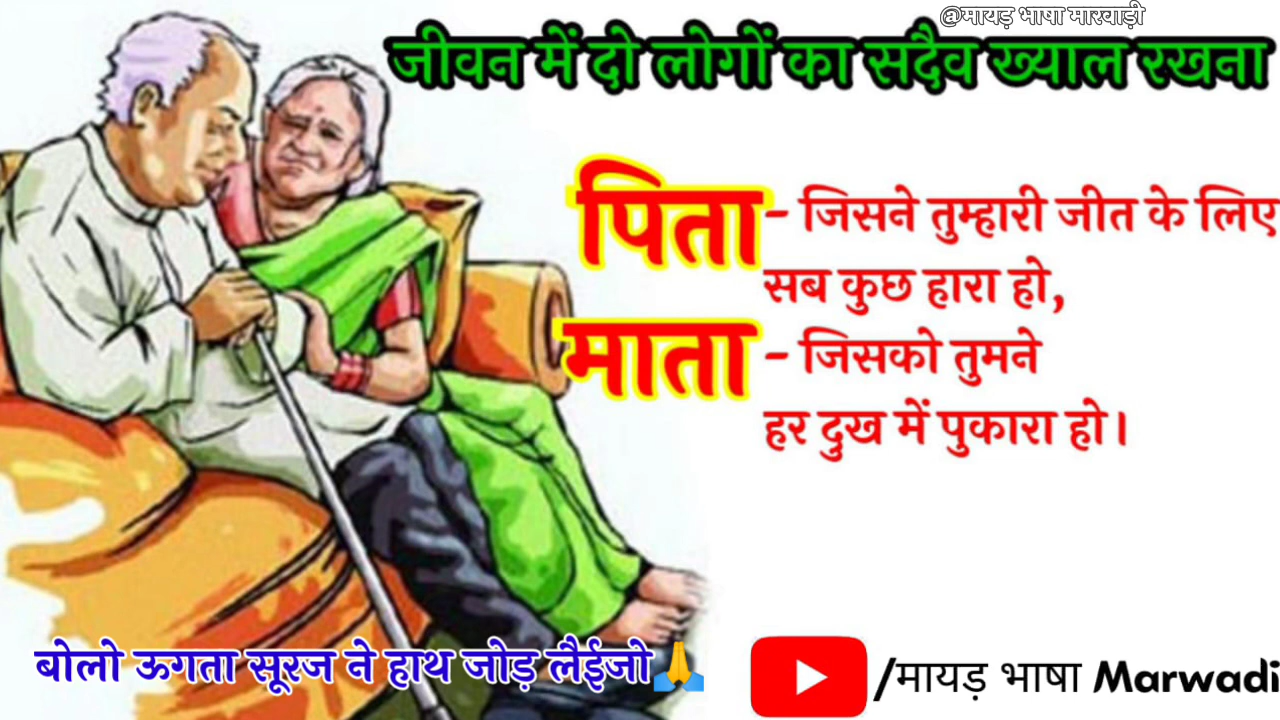 @मायड़ भाषा मारवाड़ी
जीवन में दो लोगों का सदैव ख्याल रखना
पिता - जिसने तुम्हारी जीत के लिए
सब कुछ हारा हो,
माता - जिसको तुमने
हर दुख में पुकारा हो।
बोलो ऊगता सूरज ने हाथ जोड़ लैईजो🙏
/मायड़ भाषा Marwadi